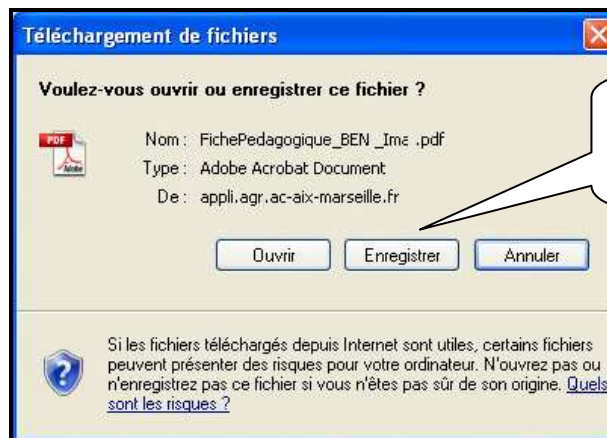 Téléchargement de fichiers
Voulez-vous ouvrir ou enregistrer ce fichier ?
PDF
Adobe
Nom : FichePedagogique_BEN _Ima .pdf
Type : Adobe Acrobat Document
De : appli.agr.ac-aix-marseille.fr
Ouvrir Enregistrer Annuler
Si les fichiers téléchargés depuis Internet sont utiles, certains fichiers
peuvent présenter des risques pour votre ordinateur. N'ouvrez pas ou
n'enregistrez pas ce fichier si vous n'êtes pas sûr de son origine. Quels
sont les risques ?